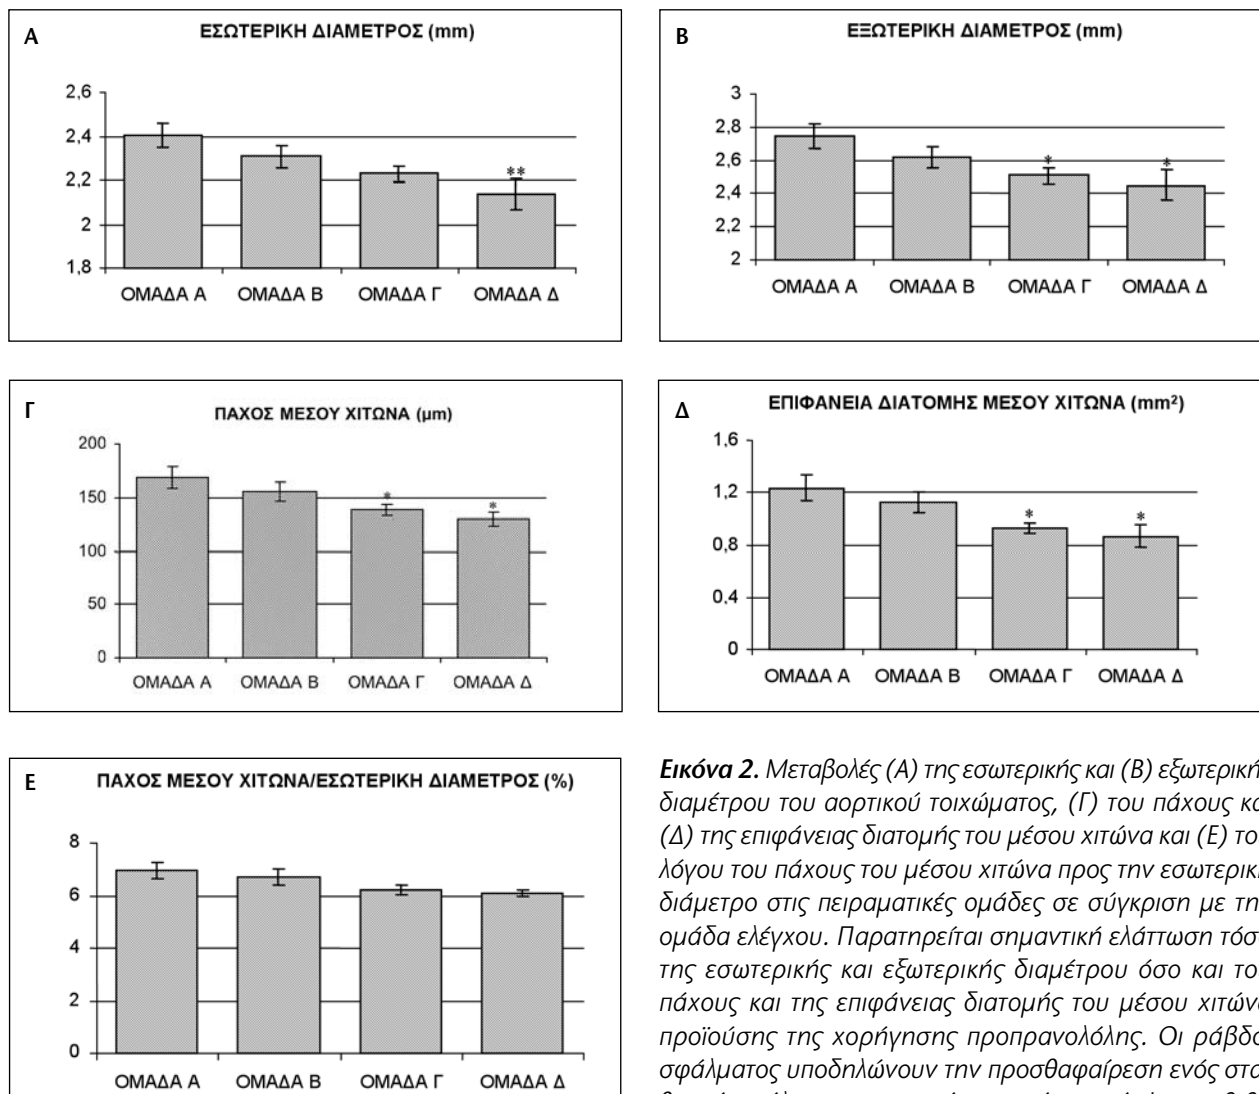 Α
ΕΣΩΤΕΡΙΚΗ ΔΙΑΜΕΤΡΟΣ (mm)
2,6
2,4
2,2
2
1,8
**
ΟΜΑΔΑ Α ΟΜΑΔΑ Β ΟΜΑΔΑ Γ ΟΜΑΔΑ Δ
Β
ΕΞΩΤΕΡΙΚΗ ΔΙΑΜΕΤΡΟΣ (mm)
3
2,8
2,6
2,4
2,2
2
* *
ΟΜΑΔΑ Α ΟΜΑΔΑ Β ΟΜΑΔΑ Γ ΟΜΑΔΑ Δ
Γ
ΠΑΧΟΣ ΜΕΣΟΥ ΧΙΤΩΝΑ (μm)
200
150
100
50
0
* *
ΟΜΑΔΑ Α ΟΜΑΔΑ Β ΟΜΑΔΑ Γ ΟΜΑΔΑ Δ
Δ
ΕΠΙΦΑΝΕΙΑ ΔΙΑΤΟΜΗΣ ΜΕΣΟΥ ΧΙΤΩΝΑ (mm²)
1,6
1,2
0,8
0,4
0
* *
ΟΜΑΔΑ Α ΟΜΑΔΑ Β ΟΜΑΔΑ Γ ΟΜΑΔΑ Δ
Ε
ΠΑΧΟΣ ΜΕΣΟΥ ΧΙΤΩΝΑ/ΕΣΩΤΕΡΙΚΗ ΔΙΑΜΕΤΡΟΣ (%)
8
6
4
2
0
ΟΜΑΔΑ Α ΟΜΑΔΑ Β ΟΜΑΔΑ Γ ΟΜΑΔΑ Δ
Εικόνα 2. Μεταβολές (Α) της εσωτερικής και (Β) εξωτερική
διαμέτρου του αορτικού τοιχώματος, (Γ) του πάχους κα
(Δ) της επιφάνειας διατομής του μέσου χιτώνα και (Ε) το
λόγου του πάχους του μέσου χιτώνα προς την εσωτερικ
διάμετρο στις πειραματικές ομάδες σε σύγκριση με τη
ομάδα ελέγχου. Παρατηρείται σημαντική ελάττωση τόσ
της εσωτερικής και εξωτερικής διαμέτρου όσο και το
πάχους και της επιφάνειας διατομής του μέσου χιτών
προϊούσης της χορήγησης προπρανολόλης. Οι ράβδο
σφάλματος υποδηλώνουν την προσθαφαίρεση ενός στα